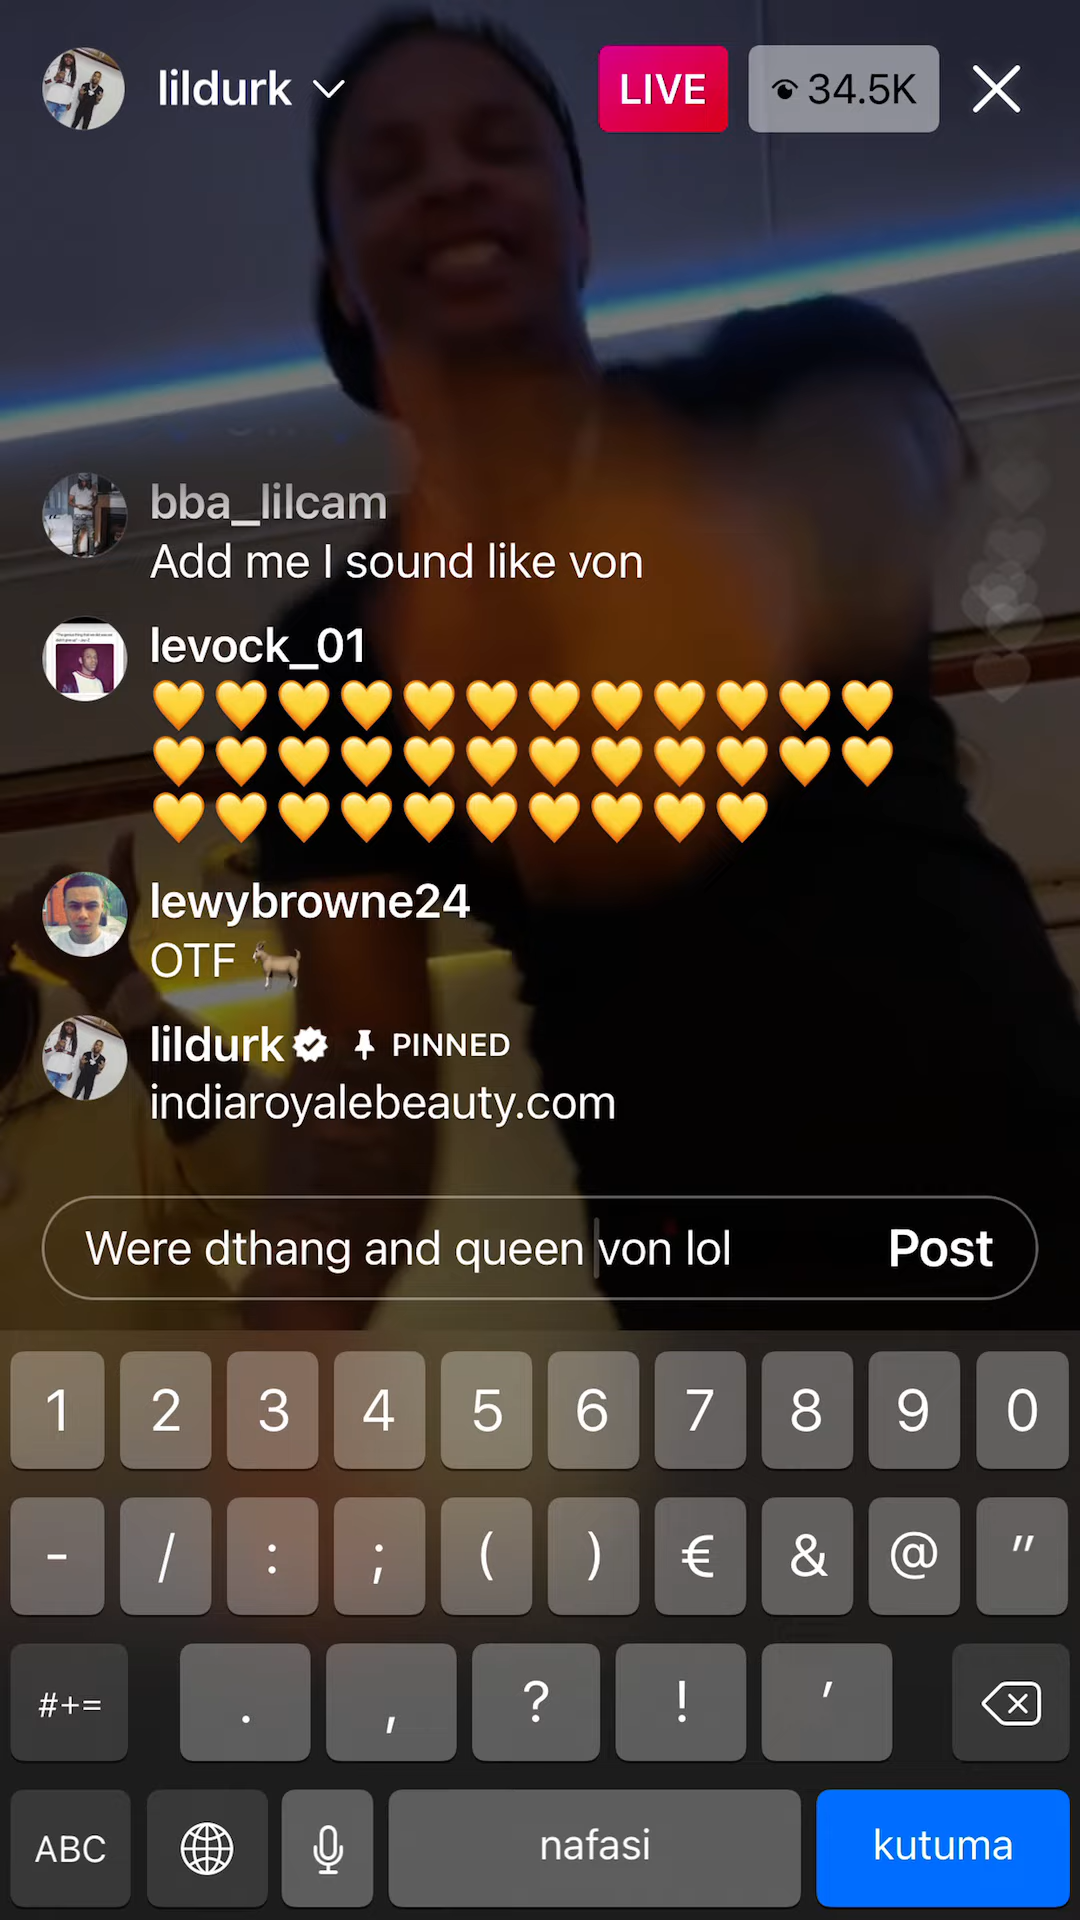 lildurk
LIVE
34.5K
bba_lilcam
Add me I sound like von
levock_01
💛💛💛💛💛💛💛💛💛💛💛💛
💛💛💛💛💛💛💛💛💛💛💛💛
💛💛💛💛💛💛💛💛💛💛
lewybrowne24
OTF 🐐
lildurk PINNED
indiaroyalebeauty.com
Were dthang and queen von lol
Post
1 2 3 4 5 6 7 8 9 0
- / : ; ( ) € & @ "
#+= . , ? ! '
ABC nafasi kutuma